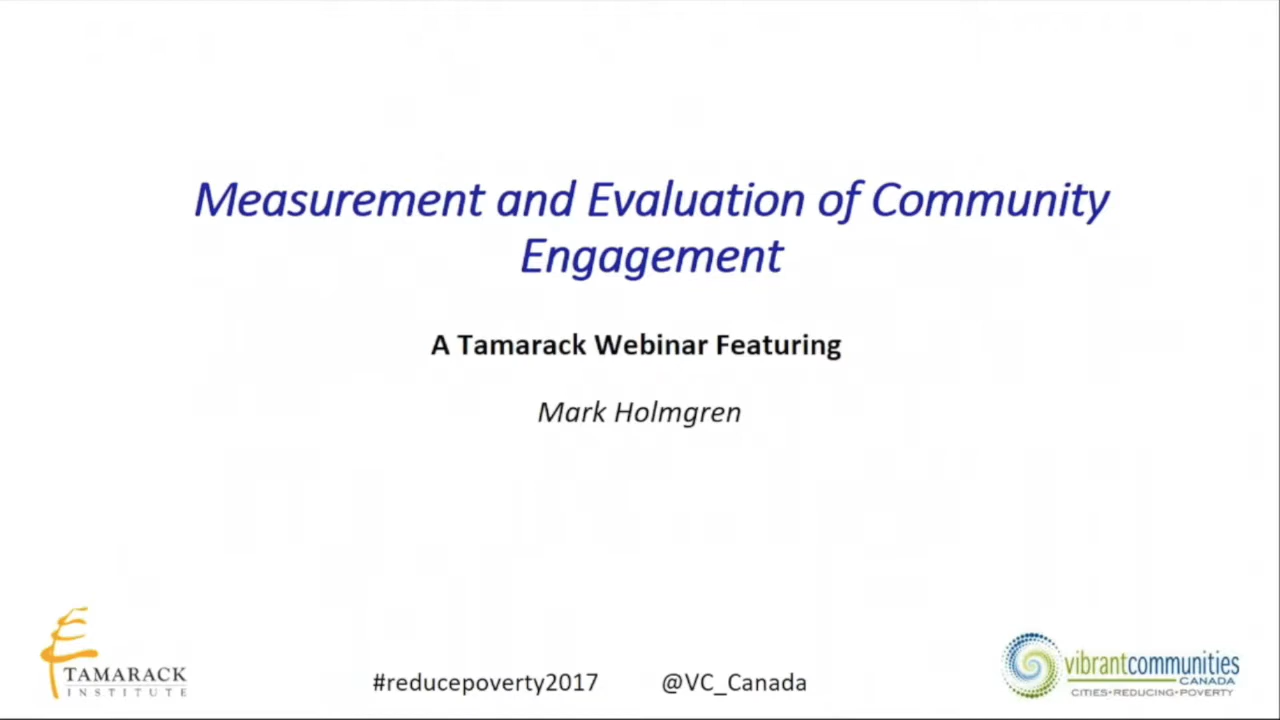 Measurement and Evaluation of Community
Engagement
A Tamarack Webinar Featuring
Mark Holmgren
TAMARACK
INSTITUTE
#reducepoverty2017 @VC_Canada
vibrantcommunities
CANADA
CITIES•REDUCING•POVERTY